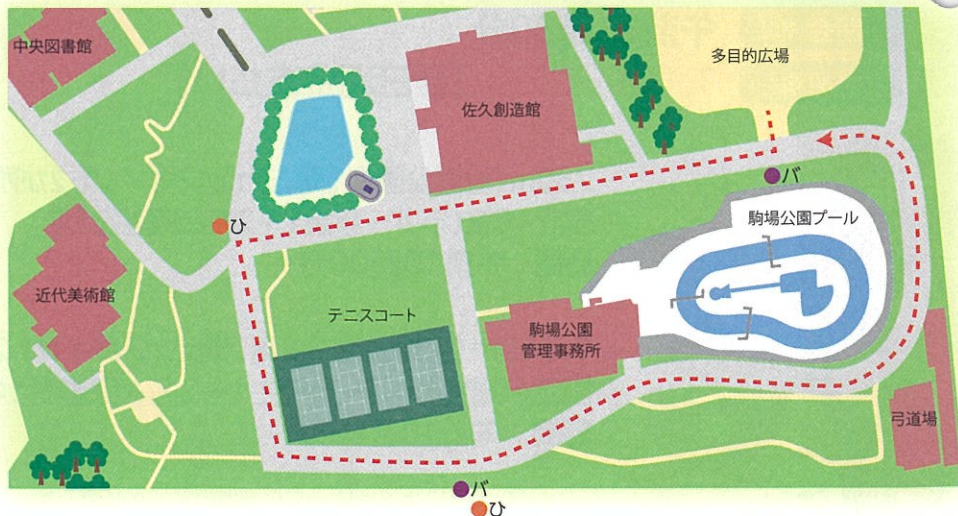 中央図書館
佐久創造館
多目的広場
バ
ひ
駒場公園プール
近代美術館
テニスコート
駒場公園
管理事務所
弓道場
バ
ひ